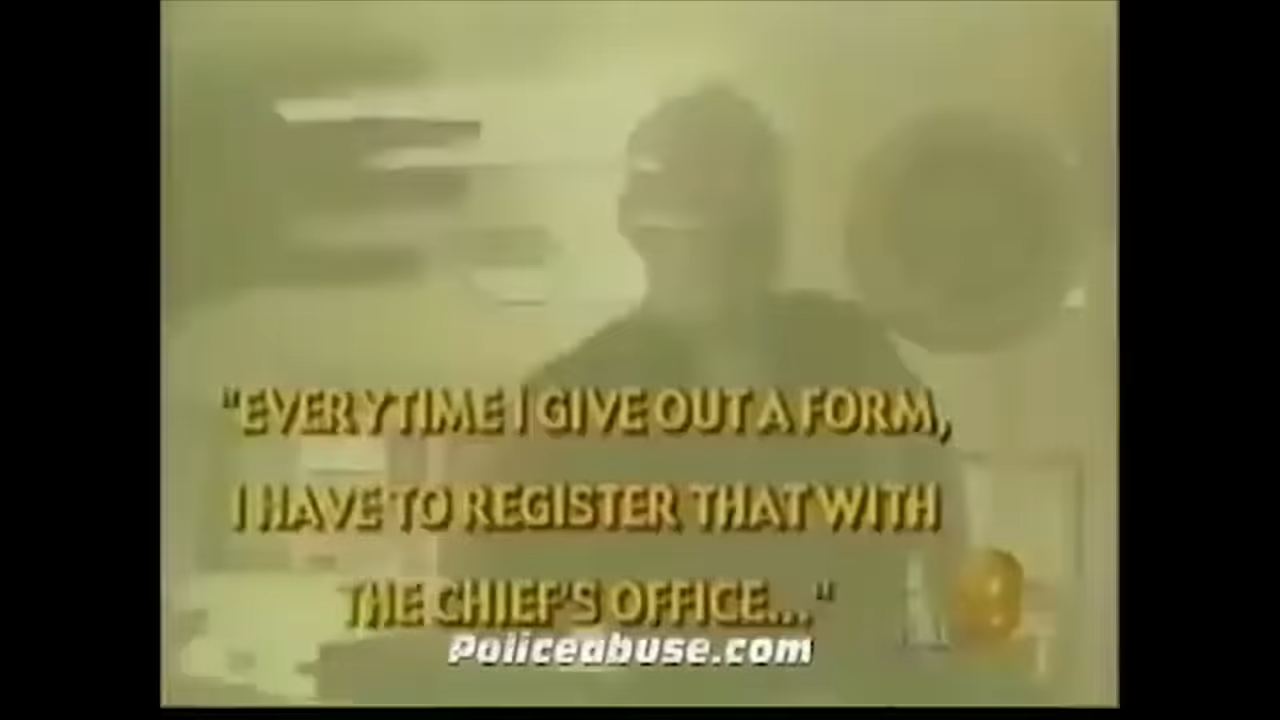 "EVERYTIME I GIVE OUT A FORM,
I HAVE TO REGISTER THAT WITH
THE CHIEF'S OFFICE..."
Policeabuse.com